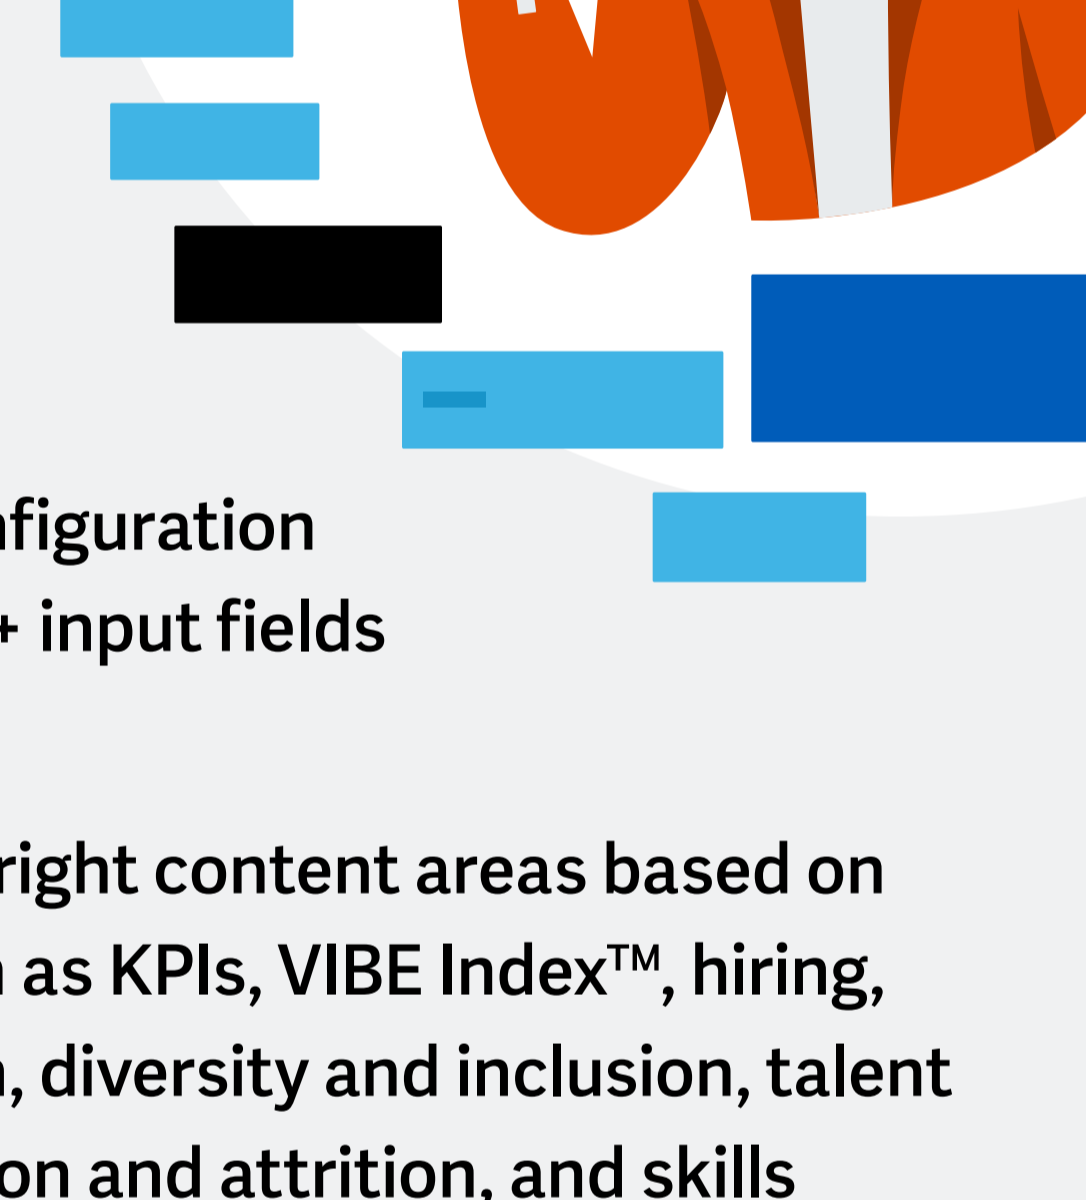 nfiguration
+ input fields
right content areas based on
as KPIs, VIBE Index™, hiring,
, diversity and inclusion, talent
on and attrition, and skills